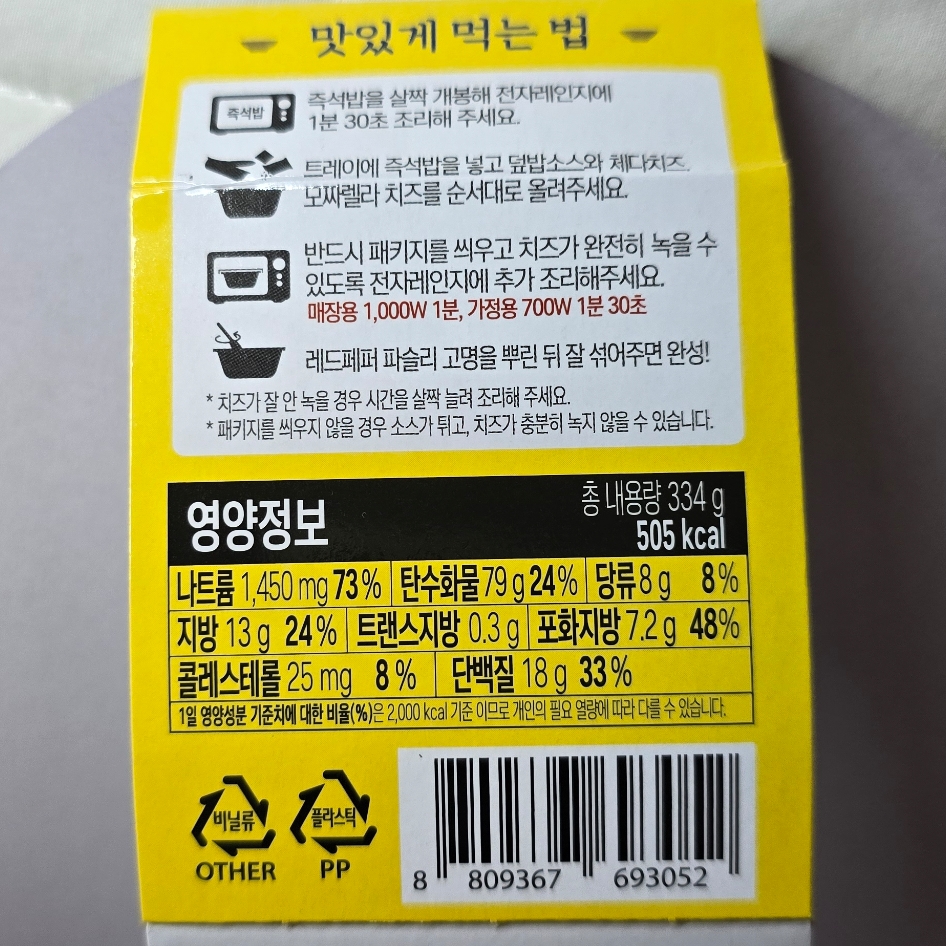 맛있게 먹는 법
즉석밥
즉석밥을 살짝 개봉해 전자레인지에
1분 30초 조리해 주세요.
트레이에 즉석밥을 넣고 덮밥소스와 체다치즈.
모짜렐라 치즈를 순서대로 올려주세요.
반드시 패키지를 씌우고 치즈가 완전히 녹을 수
있도록 전자레인지에 추가 조리해주세요.
매장용 1,000W 1분, 가정용 700W 1분 30초
레드페퍼 파슬리 고명을 뿌린 뒤 잘 섞어주면 완성!
* 치즈가 잘 안 녹을 경우 시간을 살짝 늘려 조리해 주세요.
* 패키지를 씌우지 않을 경우 소스가 튀고, 치즈가 충분히 녹지 않을 수 있습니다.
영양정보
총 내용량 334 g
505 kcal
나트륨 1,450 mg 73% 탄수화물 79 g 24% 당류 8 g 8%
지방 13 g 24% 트랜스지방 0.3 g 포화지방 7.2 g 48%
콜레스테롤 25 mg 8% 단백질 18 g 33%
1일 영양성분 기준치에 대한 비율(%)은 2,000 kcal 기준 이므로 개인의 필요 열량에 따라 다를 수 있습니다.
비닐류 플라스틱
OTHER PP
8 809367 693052